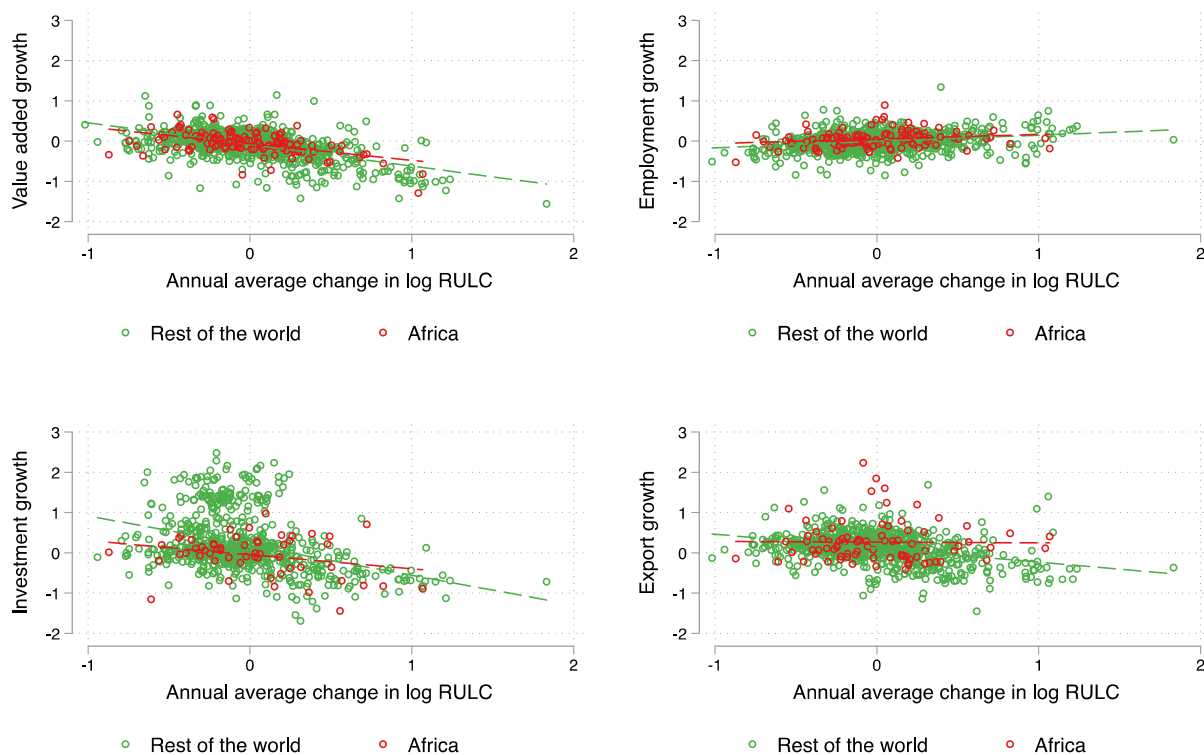 Value added growth
3
2
1
0
-1
-2
-1
0
1
2
Annual average change in log RULC
Rest of the world
Africa
Employment growth
3
2
1
0
-1
-2
-1
0
1
2
Annual average change in log RULC
Rest of the world
Africa
Investment growth
3
2
1
0
-1
-2
-1
0
1
2
Annual average change in log RULC
Rest of the world
Africa
Export growth
3
2
1
0
-1
-2
-1
0
1
2
Annual average change in log RULC
Rest of the world
Africa